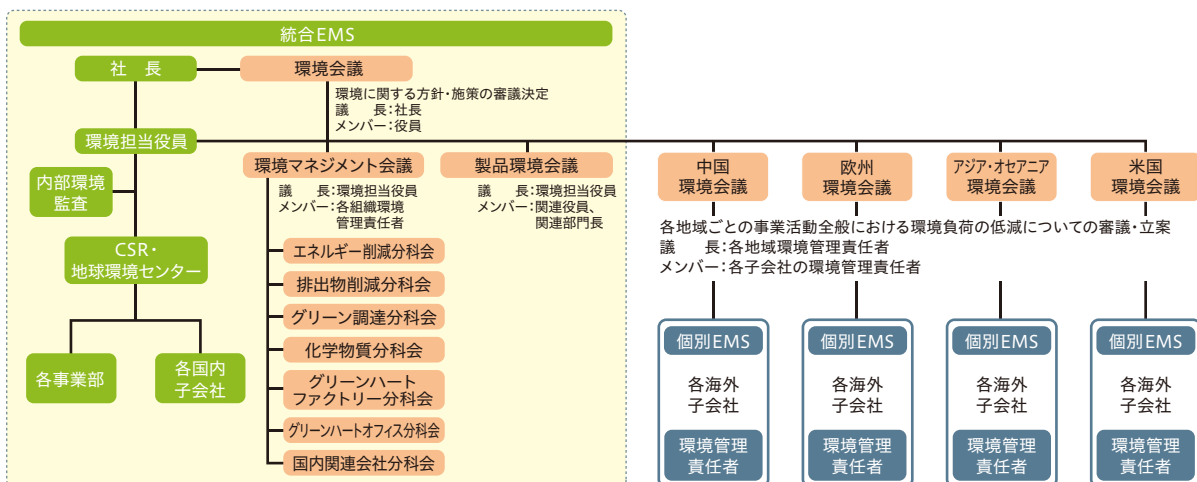 統合EMS
社　長
環境会議
環境に関する方針・施策の審議決定
議　　長：社長
メンバー：役員
環境担当役員
内部環境
監査
CSR・
地球環境センター
各事業部
各国内
子会社
環境マネジメント会議
議　　長：環境担当役員
メンバー：各組織環境
管理責任者
エネルギー削減分科会
排出物削減分科会
グリーン調達分科会
化学物質分科会
グリーンハート
ファクトリー分科会
グリーンハートオフィス分科会
国内関連会社分科会
製品環境会議
議　　長：環境担当役員
メンバー：関連役員、
関連部門長
中国
環境会議
欧州
環境会議
アジア・オセアニア
環境会議
米国
環境会議
各地域ごとの事業活動全般における環境負荷の低減についての審議・立案
議　　長：各地域環境管理責任者
メンバー：各子会社の環境管理責任者
個別EMS
各海外
子会社
環境管理
責任者
個別EMS
各海外
子会社
環境管理
責任者
個別EMS
各海外
子会社
環境管理
責任者
個別EMS
各海外
子会社
環境管理
責任者